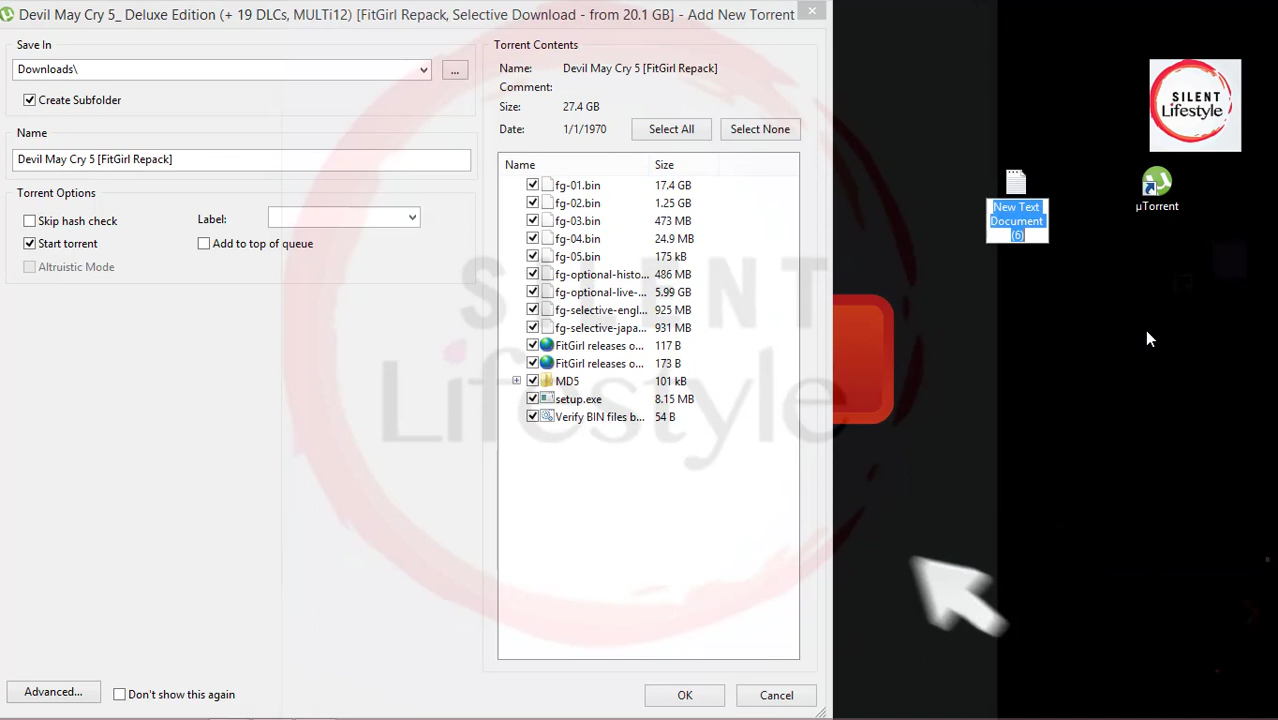 Devil May Cry 5_ Deluxe Edition (+ 19 DLCs, MULTi12) [FitGirl Repack, Selective Download - from 20.1 GB] - Add New Torrent
Save In
Downloads\
...
Create Subfolder
Name
Devil May Cry 5 [FitGirl Repack]
Torrent Options
Skip hash check
Label:
Start torrent
Add to top of queue
Altruistic Mode
Advanced...
Don't show this again
Torrent Contents
Name: Devil May Cry 5 [FitGirl Repack]
Comment:
Size: 27.4 GB
Date: 1/1/1970
Select All
Select None
Name Size
fg-01.bin 17.4 GB
fg-02.bin 1.25 GB
fg-03.bin 473 MB
fg-04.bin 24.9 MB
fg-05.bin 175 kB
fg-optional-histo... 486 MB
fg-optional-live-... 5.99 GB
fg-selective-engl... 925 MB
fg-selective-japa... 931 MB
FitGirl releases o... 117 B
FitGirl releases o... 173 B
MD5 101 kB
setup.exe 8.15 MB
Verify BIN files b... 54 B
OK
Cancel
SILENT
Lifestyle
SILENT
Lifestyle
New Text
Document
(6)
µTorrent